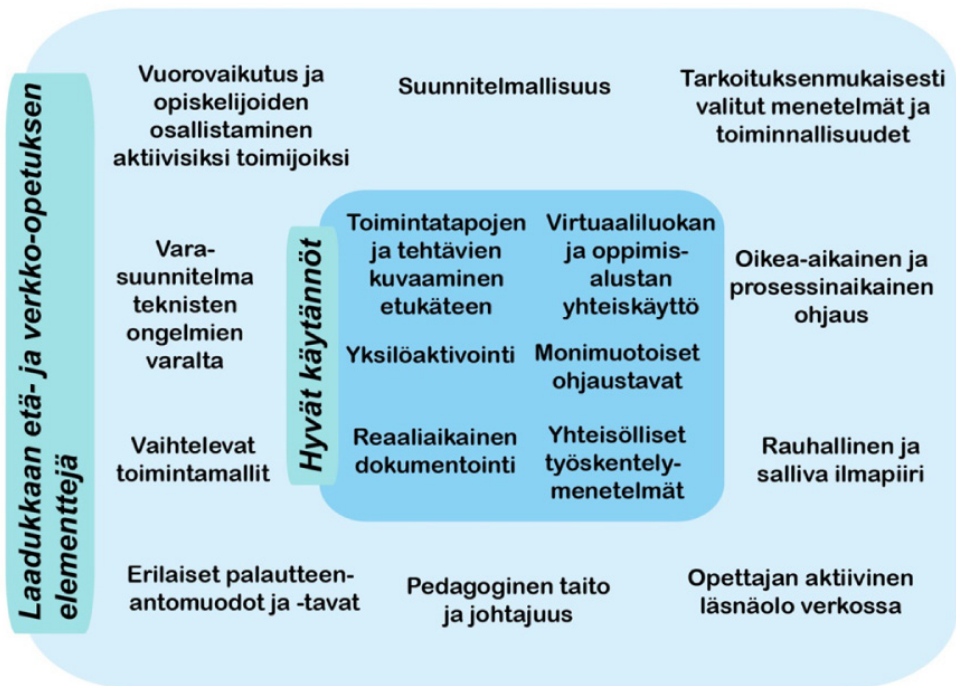 Laadukkaan etä- ja verkko-opetuksen
elementtejä
Vuorovaikutus ja
opiskelijoiden
osallistaminen
aktiivisiksi toimijoiksi
Suunnitelmallisuus
Tarkoituksenmukaisesti
valitut menetelmät ja
toiminnallisuudet
Vara-
suunnitelma
teknisten
ongelmien
varalta
Hyvät käytännöt
Toimintatapojen
ja tehtävien
kuvaaminen
etukäteen
Virtuaaliluokan
ja oppimis-
alustan
yhteiskäyttö
Yksilöaktivointi
Monimuotoiset
ohjaustavat
Reaaliaikainen
dokumentointi
Yhteisölliset
työskentely-
menetelmät
Oikea-aikainen ja
prosessinaikainen
ohjaus
Vaihtelevat
toimintamallit
Rauhallinen ja
salliva ilmapiiri
Erilaiset palautteen-
antomuodot ja -tavat
Pedagoginen taito
ja johtajuus
Opettajan aktiivinen
läsnäolo verkossa